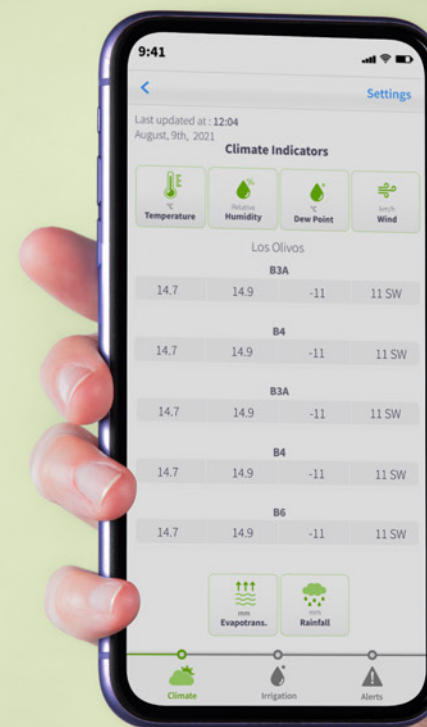 9:41
Settings
Last updated at : 12:04
August, 9th, 2021
Climate Indicators
°C Relative °C km/h
Temperature Humidity Dew Point Wind
Los Olivos
B3A
14.7 14.9 -11 11 SW
B4
14.7 14.9 -11 11 SW
B3A
14.7 14.9 -11 11 SW
B4
14.7 14.9 -11 11 SW
B6
14.7 14.9 -11 11 SW
mm mm
Evapotrans. Rainfall
Climate Irrigation Alerts